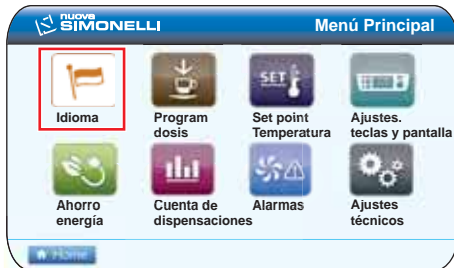 nuova
SIMONELLI
Menú Principal
SET
Idioma
Program
dosis
Set point
Temperatura
Ajustes.
teclas y pantalla
Ahorro
energía
Cuenta de
dispensaciones
Alarmas
Ajustes
técnicos
Home